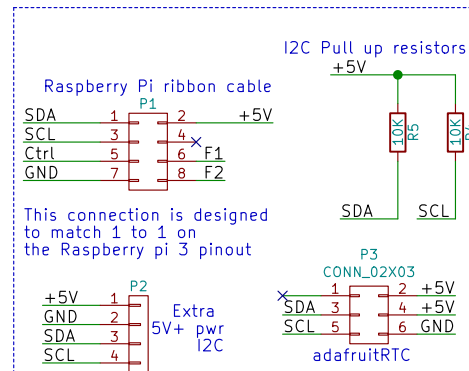 I2C Pull up resistors
+5V
Raspberry Pi ribbon cable
P1
SDA 1 2 +5V
SCL 3 4
Ctrl 5 6 F1
GND 7 8 F2
10K R5
10K
SDA SCL
This connection is designed
to match 1 to 1 on
the Raspberry pi 3 pinout
P3
CONN_02X03
1 2 +5V
SDA 3 4 +5V
SCL 5 6 GND
adafruitRTC
P2
+5V 1
GND 2
SDA 3
SCL 4
Extra
5V+ pwr
I2C